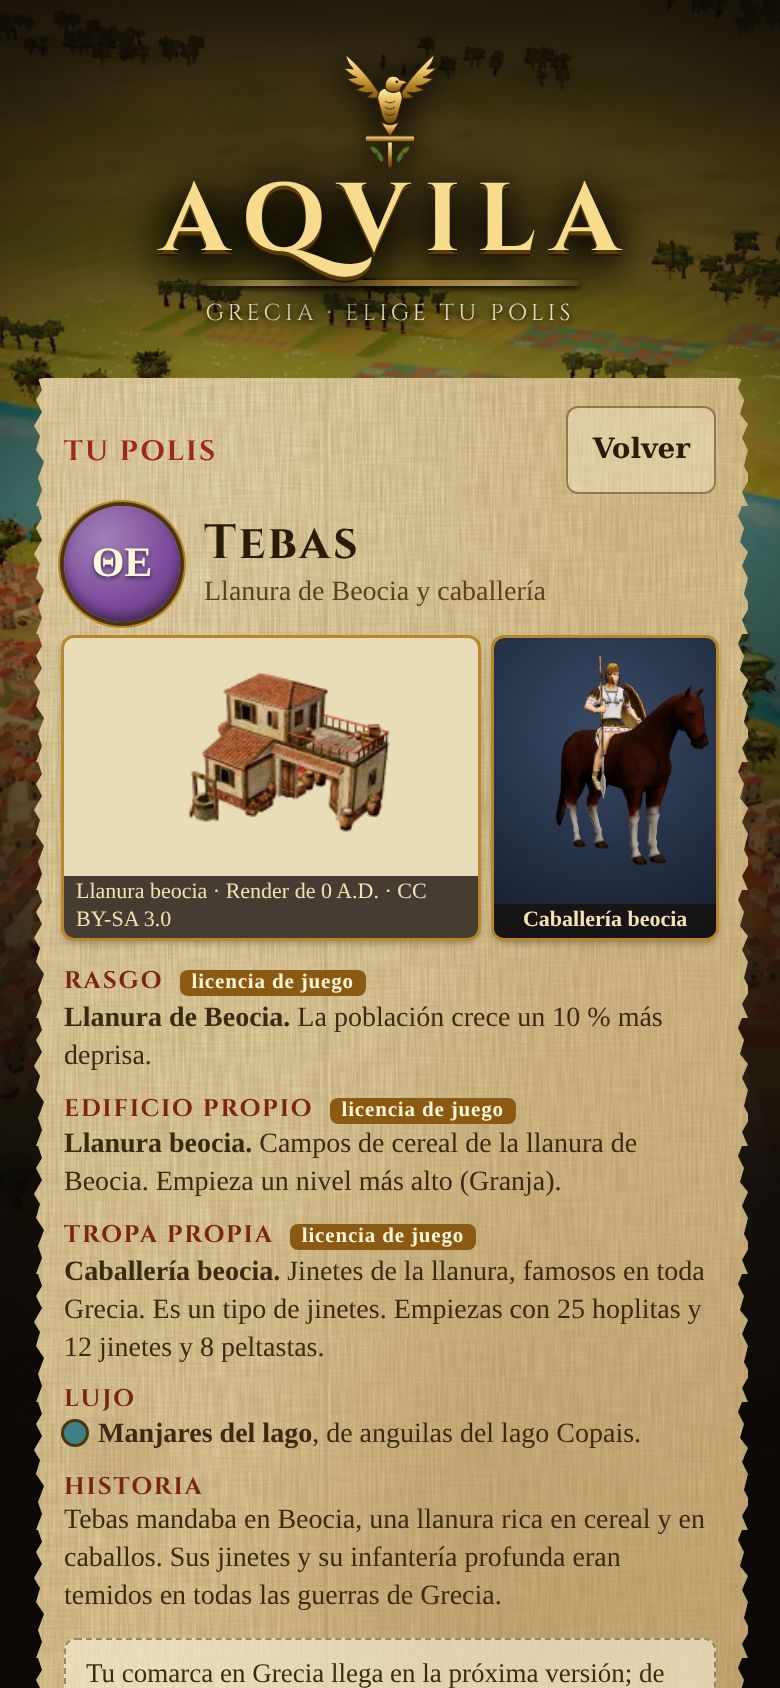 AQVILA
GRECIA · ELIGE TU POLIS
TU POLIS
Volver
ΘΕ
TEBAS
Llanura de Beocia y caballería
Llanura beocia · Render de 0 A.D. · CC
BY-SA 3.0
Caballería beocia
RASGO licencia de juego
Llanura de Beocia. La población crece un 10 % más
deprisa.
EDIFICIO PROPIO licencia de juego
Llanura beocia. Campos de cereal de la llanura de
Beocia. Empieza un nivel más alto (Granja).
TROPA PROPIA licencia de juego
Caballería beocia. Jinetes de la llanura, famosos en toda
Grecia. Es un tipo de jinetes. Empiezas con 25 hoplitas y
12 jinetes y 8 peltastas.
LUJO
Manjares del lago, de anguilas del lago Copais.
HISTORIA
Tebas mandaba en Beocia, una llanura rica en cereal y en
caballos. Sus jinetes y su infantería profunda eran
temidos en todas las guerras de Grecia.
Tu comarca en Grecia llega en la próxima versión; de